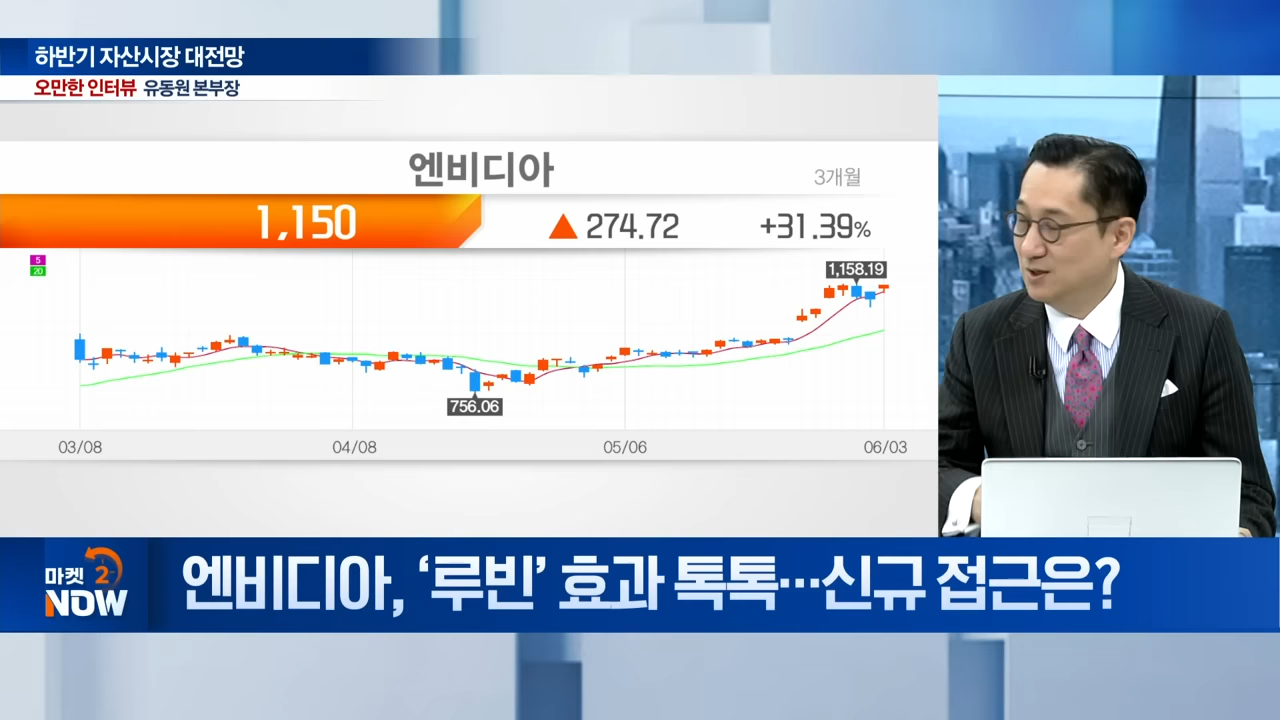 하반기 자산시장 대전망
오만한 인터뷰 유동원 본부장
엔비디아
3개월
1,150 ▲ 274.72 +31.39%
5
20
1,158.19
756.06
03/08 04/08 05/06 06/03
마켓 2
NOW
엔비디아, ‘루빈’ 효과 톡톡…신규 접근은?